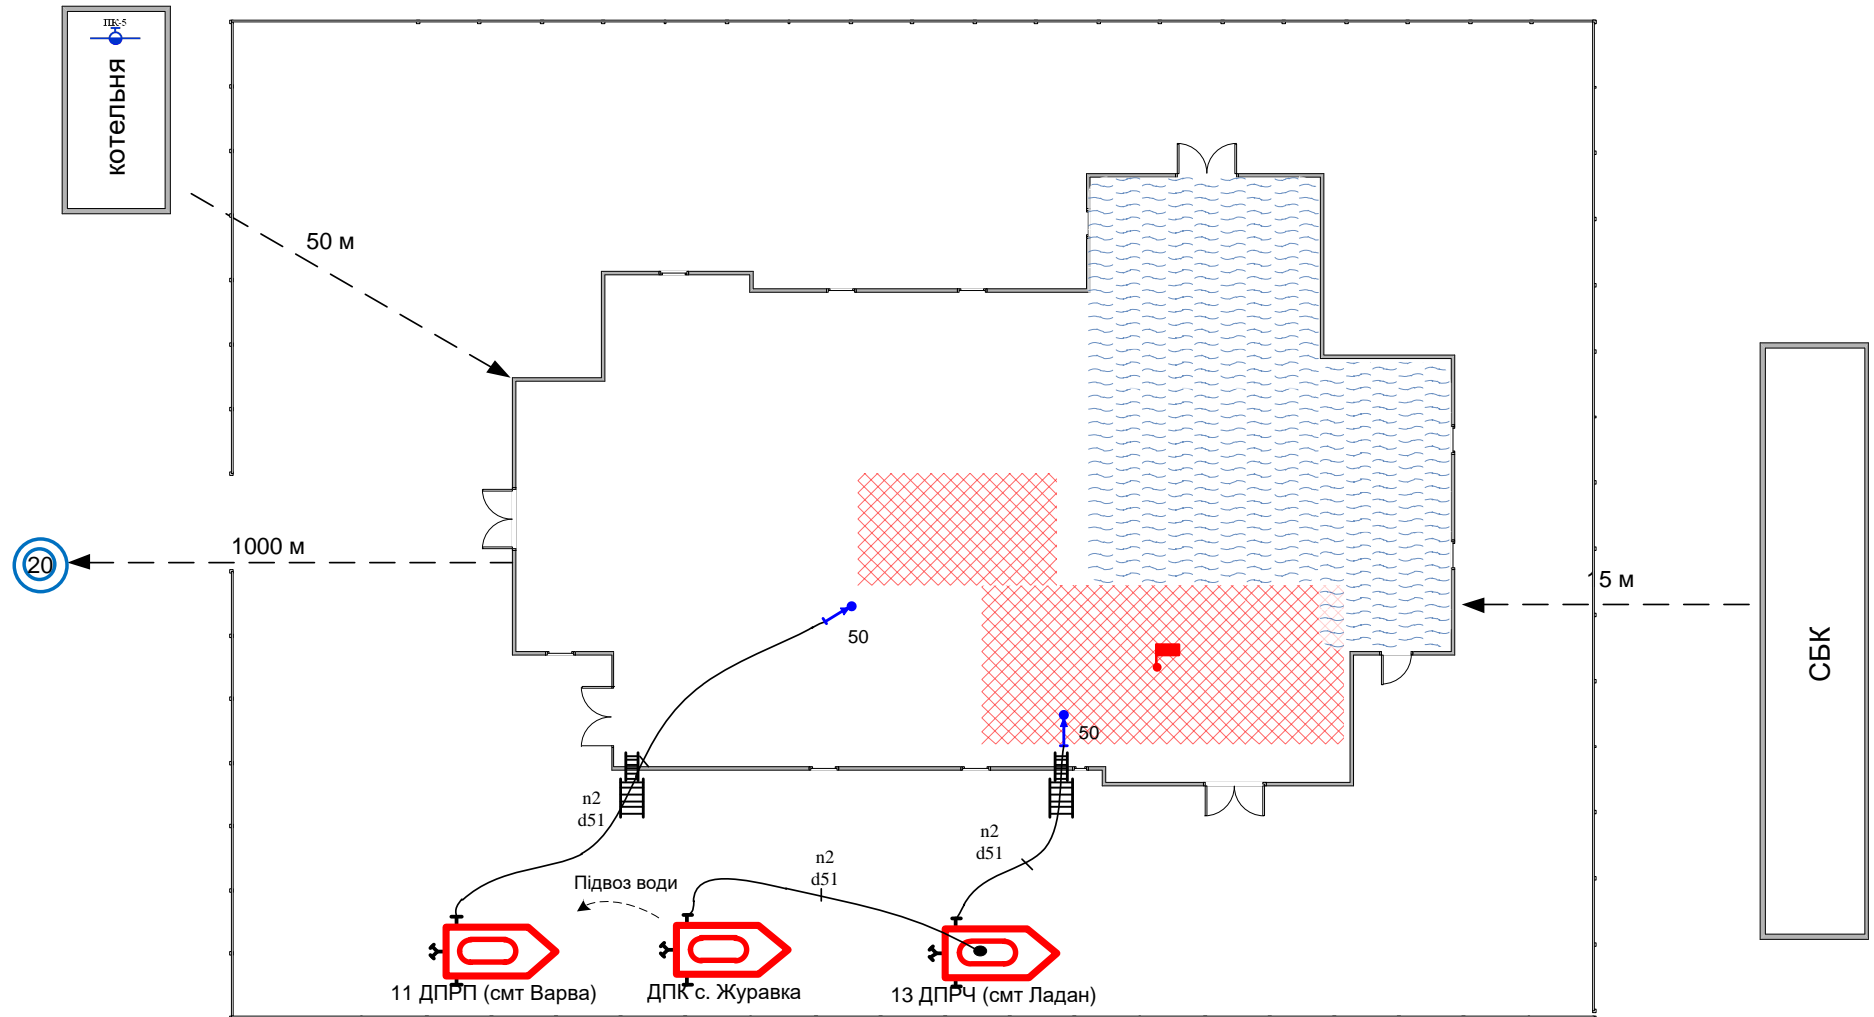 ПК-5
котельня
50 м
1000 м
20
15 м
СБК
50
50
n2
d51
n2
d51
n2
d51
Підвоз води
11 ДПРП (смт Варва)
ДПК с. Журавка
13 ДПРЧ (смт Ладан)